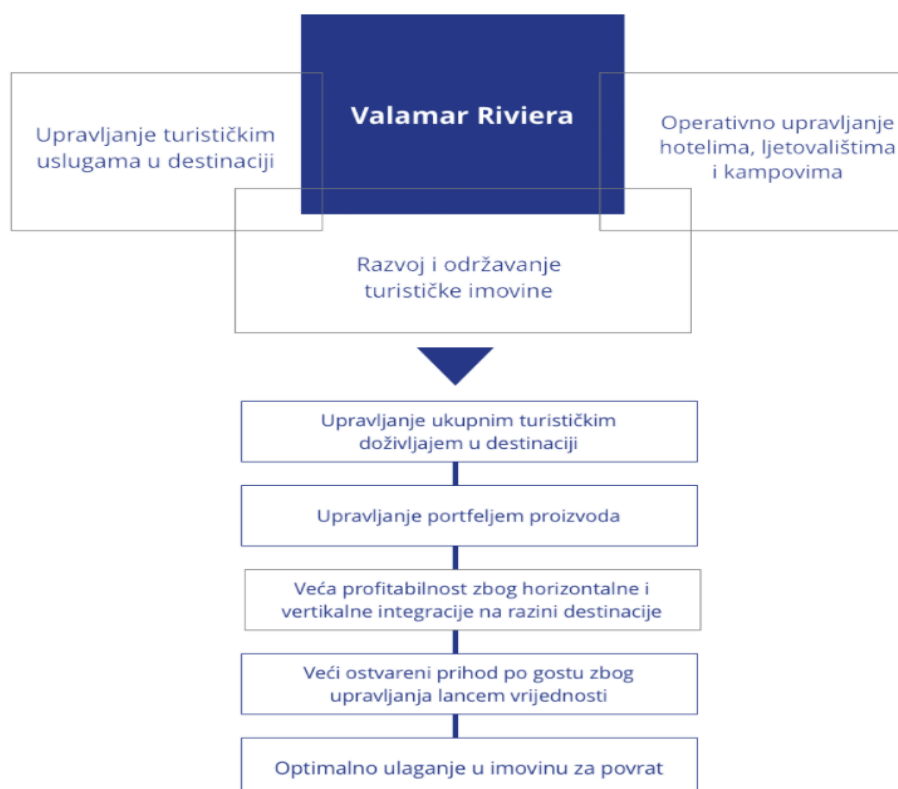 Valamar Riviera
Upravljanje turističkim
uslugama u destinaciji
Operativno upravljanje
hotelima, ljetovalištima
i kampovima
Razvoj i održavanje
turističke imovine
Upravljanje ukupnim turističkim
doživljajem u destinaciji
Upravljanje portfeljem proizvoda
Veća profitabilnost zbog horizontalne i
vertikalne integracije na razini destinacije
Veći ostvareni prihod po gostu zbog
upravljanja lancem vrijednosti
Optimalno ulaganje u imovinu za povrat